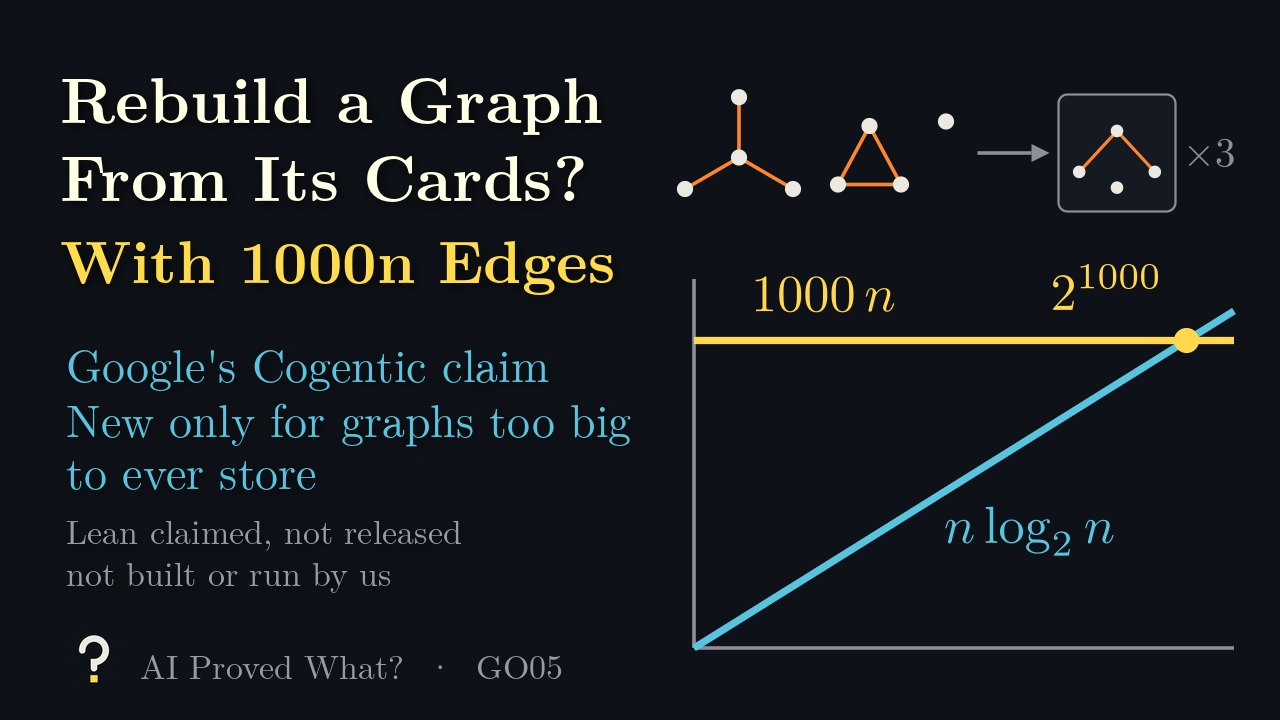 Rebuild a Graph
From Its Cards?
With 1000n Edges
Google's Cogentic claim
New only for graphs too big
to ever store
Lean claimed, not released
not built or run by us
? AI Proved What? · GO05
×3
1000 n
2^1000
n log₂ n